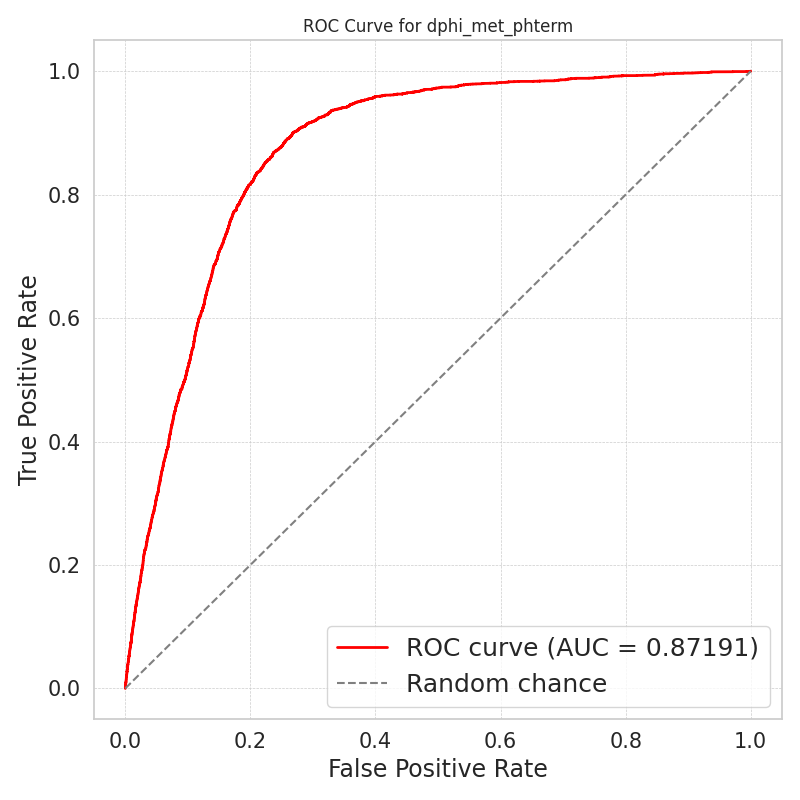 ROC Curve for dphi_met_phterm
1.0
0.8
0.6
0.4
0.2
0.0
True Positive Rate
ROC curve (AUC = 0.87191)
Random chance
0.0 0.2 0.4 0.6 0.8 1.0
False Positive Rate